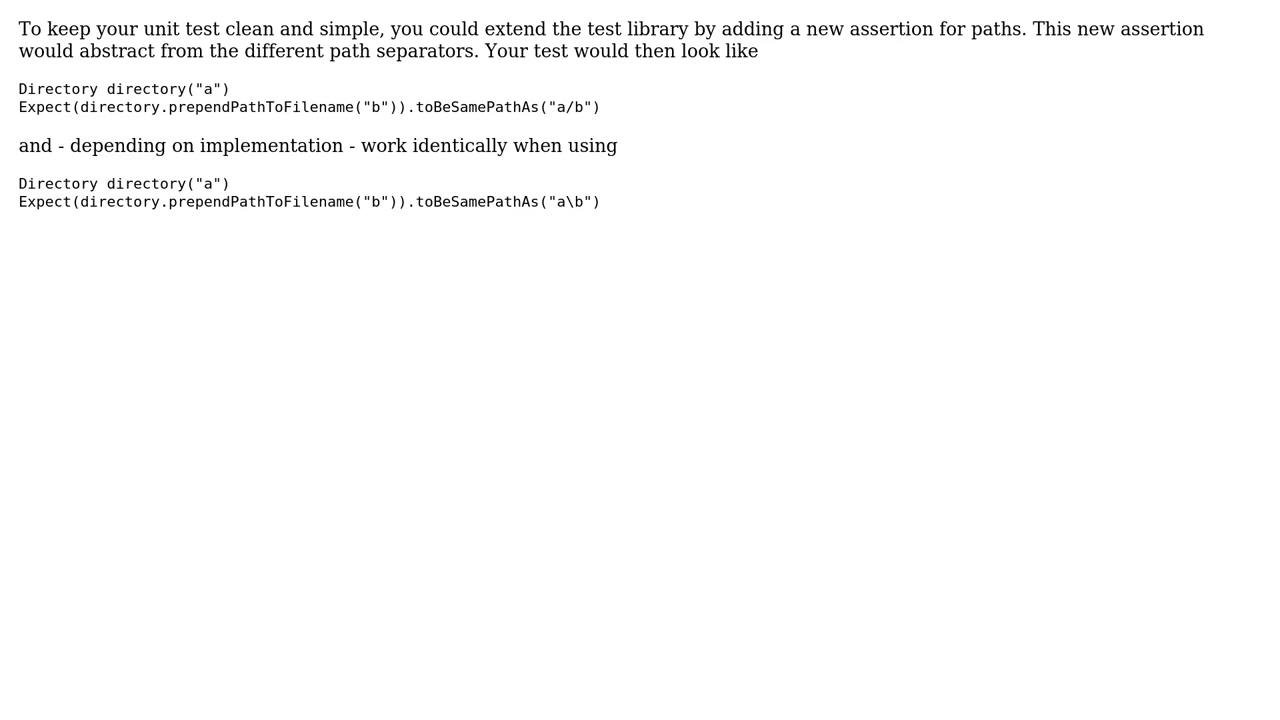 To keep your unit test clean and simple, you could extend the test library by adding a new assertion for paths. This new assertion
would abstract from the different path separators. Your test would then look like
Directory directory("a")
Expect(directory.prependPathToFilename("b")).toBeSamePathAs("a/b")
and - depending on implementation - work identically when using
Directory directory("a")
Expect(directory.prependPathToFilename("b")).toBeSamePathAs("a\b")